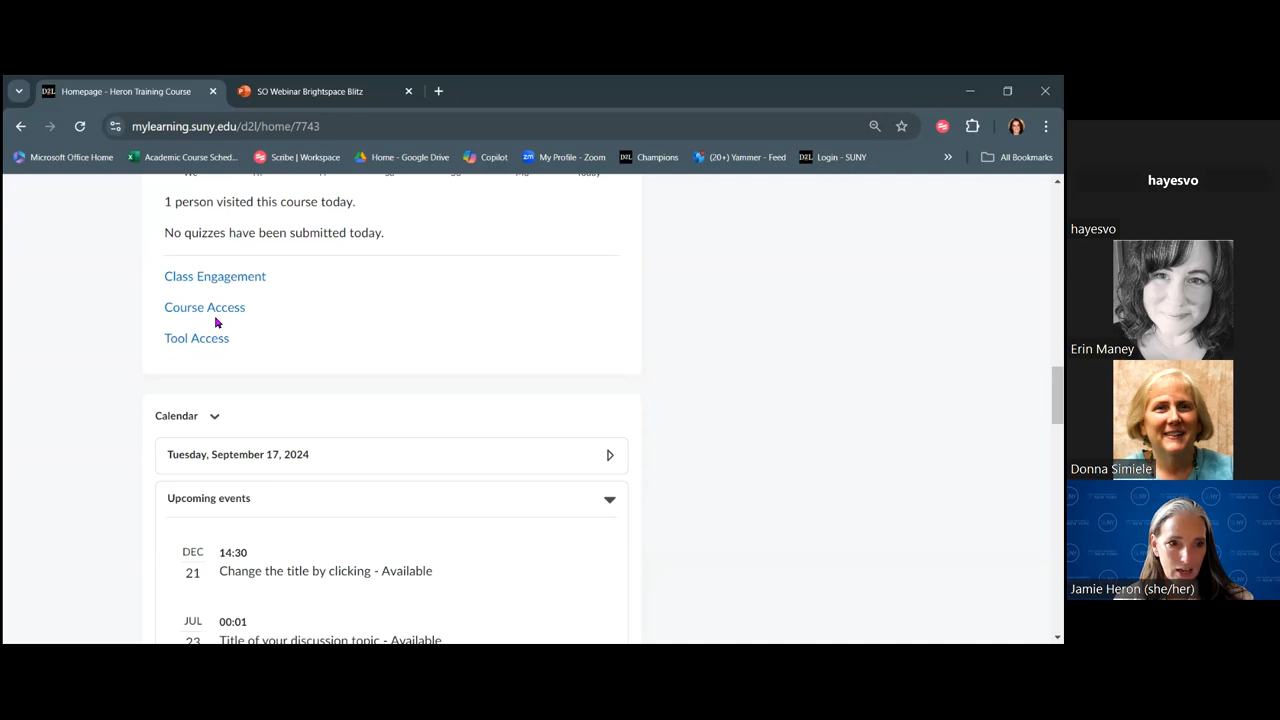 Homepage - Heron Training Course
SO Webinar Brightspace Blitz
mylearning.suny.edu/d2l/home/7743
Microsoft Office Home
Academic Course Sched...
Scribe | Workspace
Home - Google Drive
Copilot
My Profile - Zoom
D2L Champions
(20+) Yammer - Feed
D2L Login - SUNY
All Bookmarks
1 person visited this course today.
No quizzes have been submitted today.
Class Engagement
Course Access
Tool Access
Calendar
Tuesday, September 17, 2024
Upcoming events
DEC 14:30
21 Change the title by clicking - Available
JUL 00:01
23 Title of your discussion topic - Available
hayesvo
hayesvo
Erin Maney
Donna Simiele
Jamie Heron (she/her)